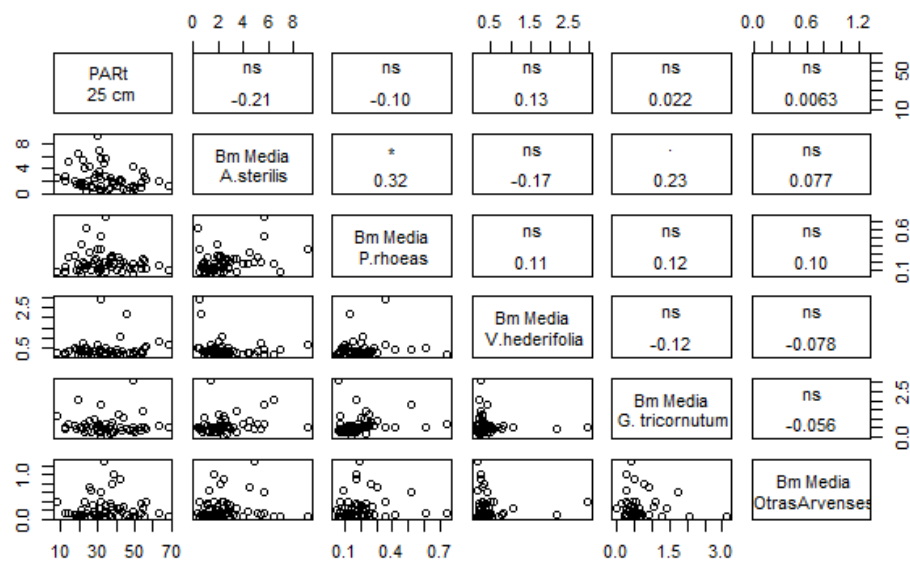 0 2 4 6 8
0.5 1.5 2.5
0.0 0.6 1.2
PARt
25 cm
ns
-0.21
ns
-0.10
ns
0.13
ns
0.022
ns
0.0063
10 50
0 4 8
Bm Media
A.sterilis
*
0.32
ns
-0.17
.
0.23
ns
0.077
Bm Media
P.rhoeas
ns
0.11
ns
0.12
ns
0.10
0.1 0.6
0.5 2.5
Bm Media
V.hederifolia
ns
-0.12
ns
-0.078
Bm Media
G. tricornutum
ns
-0.056
0.0 2.5
0.0 1.0
Bm Media
OtrasArvenses
10 30 50 70
0.1 0.4 0.7
0.0 1.5 3.0